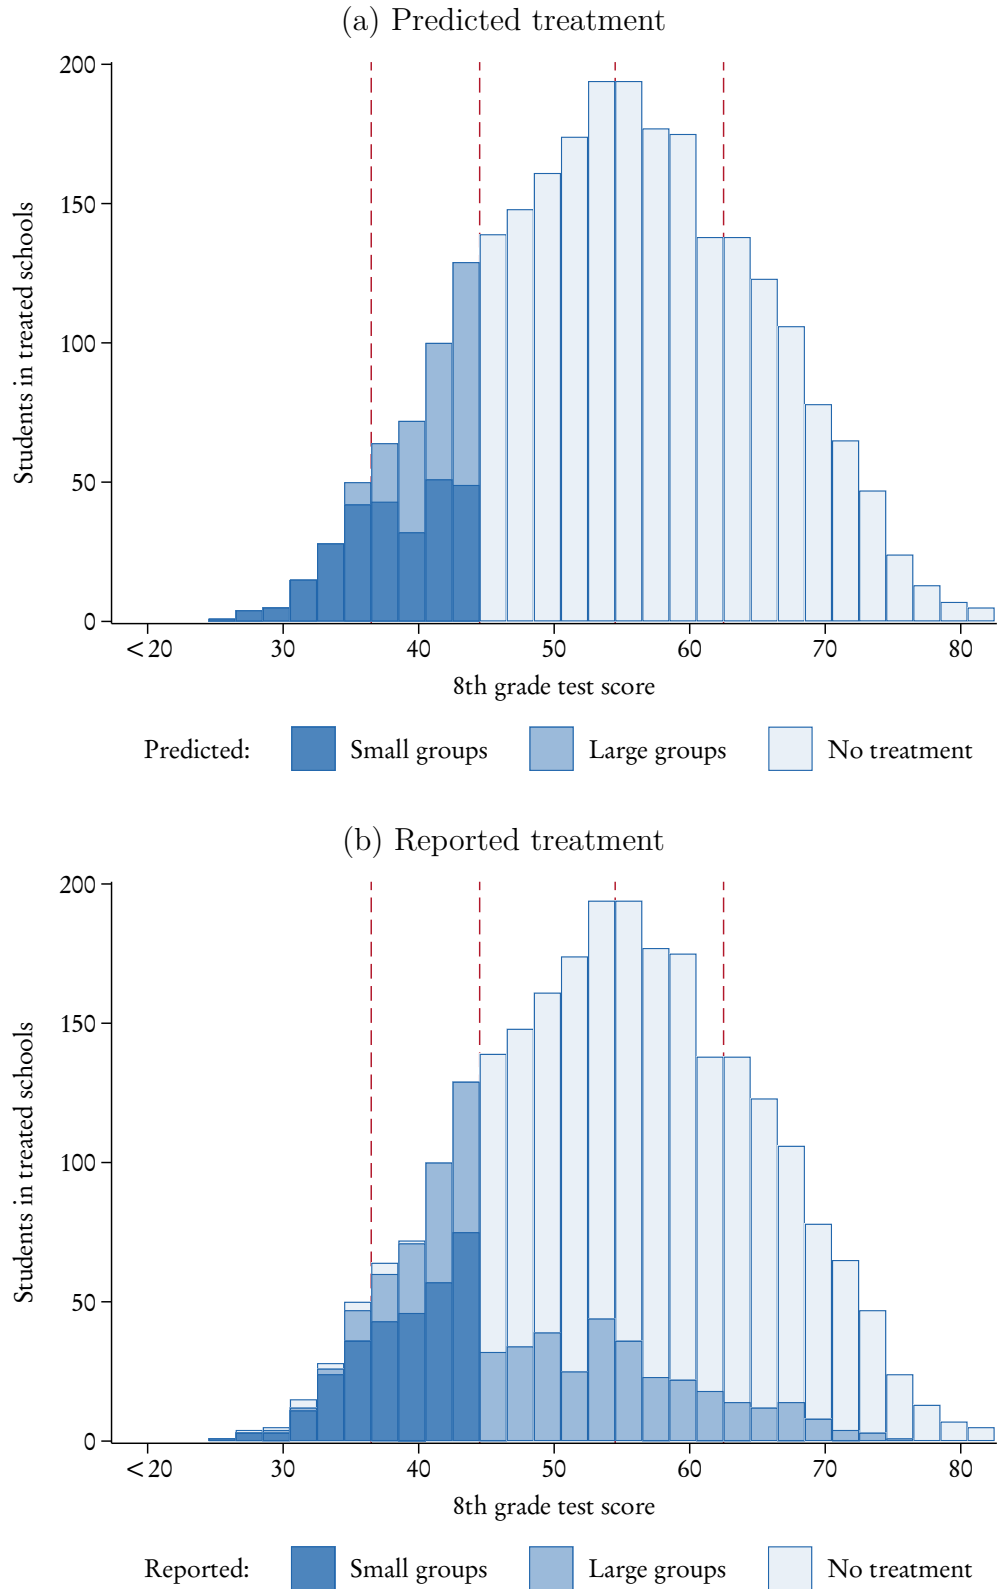 (a) Predicted treatment
200
150
100
50
0
Students in treated schools
<20 30 40 50 60 70 80
8th grade test score
Predicted: Small groups Large groups No treatment
(b) Reported treatment
200
150
100
50
0
Students in treated schools
<20 30 40 50 60 70 80
8th grade test score
Reported: Small groups Large groups No treatment